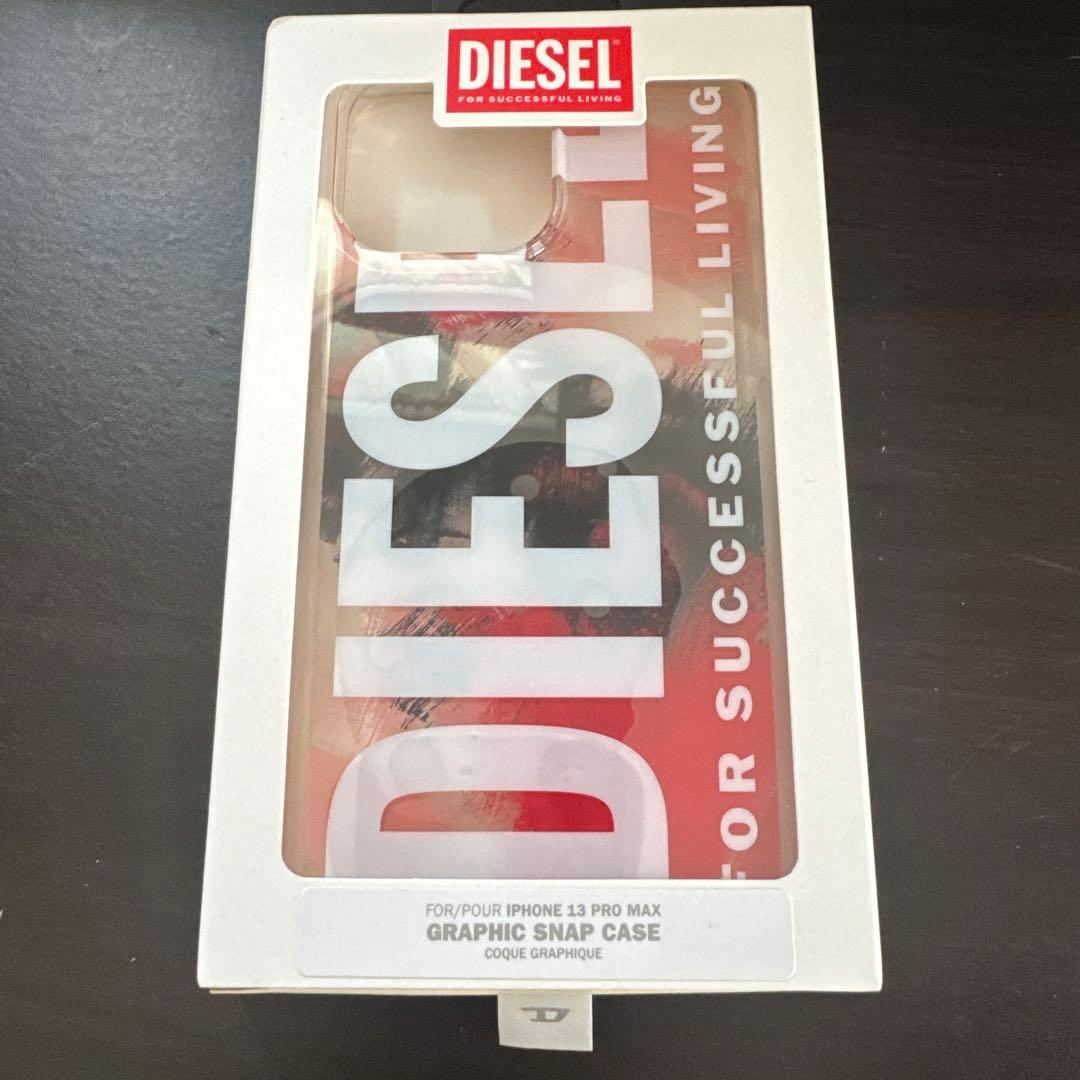 DIESEL
FOR SUCCESSFUL LIVING
DIESEL
FOR SUCCESSFUL LIVING
FOR/POUR IPHONE 13 PRO MAX
GRAPHIC SNAP CASE
COQUE GRAPHIQUE
D